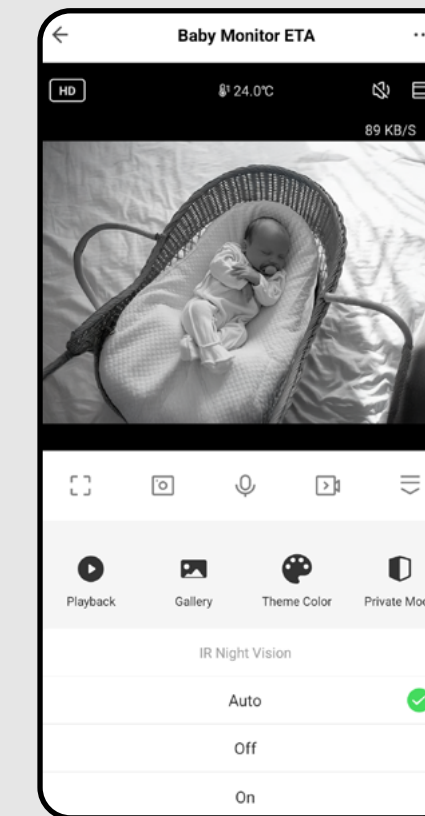 Baby Monitor ETA
HD 24.0°C
89 KB/S
Playback Gallery Theme Color Private Mod
IR Night Vision
Auto
Off
On